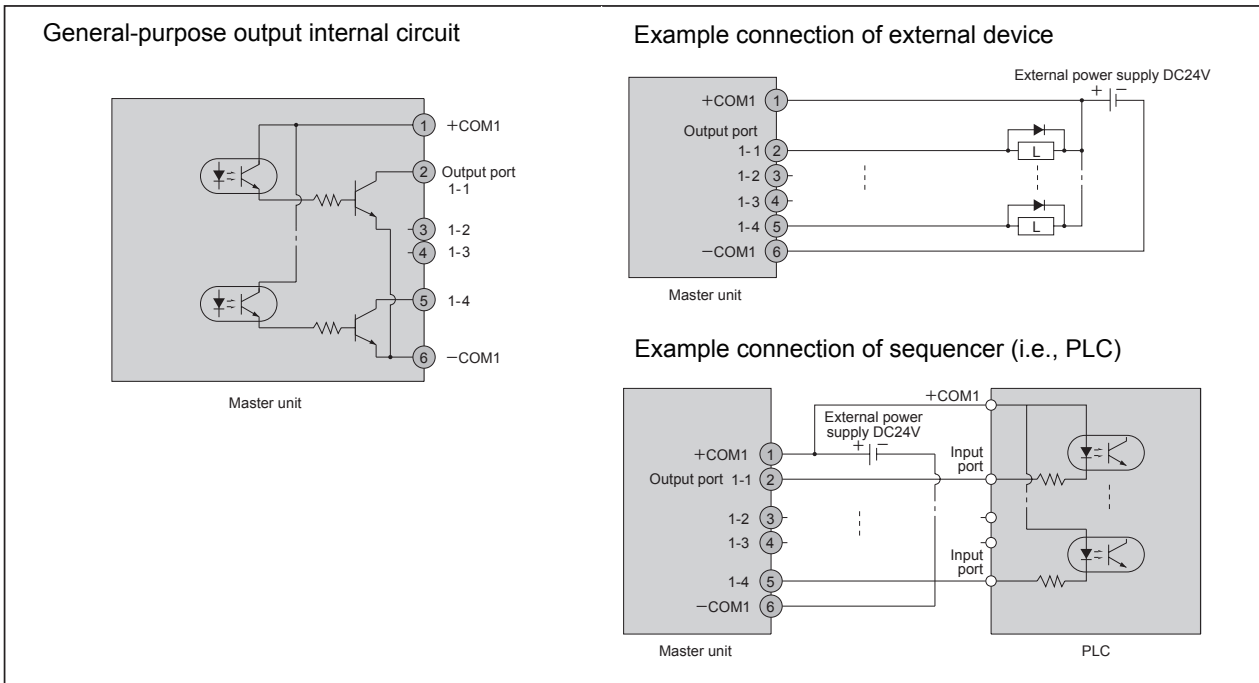 General-purpose output internal circuit
1 +COM1
2 Output port
1-1
3 1-2
4 1-3
5 1-4
6 −COM1
Master unit
Example connection of external device
External power supply DC24V
+ −
+COM1 1
Output port
1-1 2
1-2 3
1-3 4
1-4 5
−COM1 6
L
L
Master unit
Example connection of sequencer (i.e., PLC)
+COM1
External power
supply DC24V
+ −
+COM1 1
Output port 1-1 2
1-2 3
1-3 4
1-4 5
−COM1 6
Input
port
Input
port
Master unit
PLC